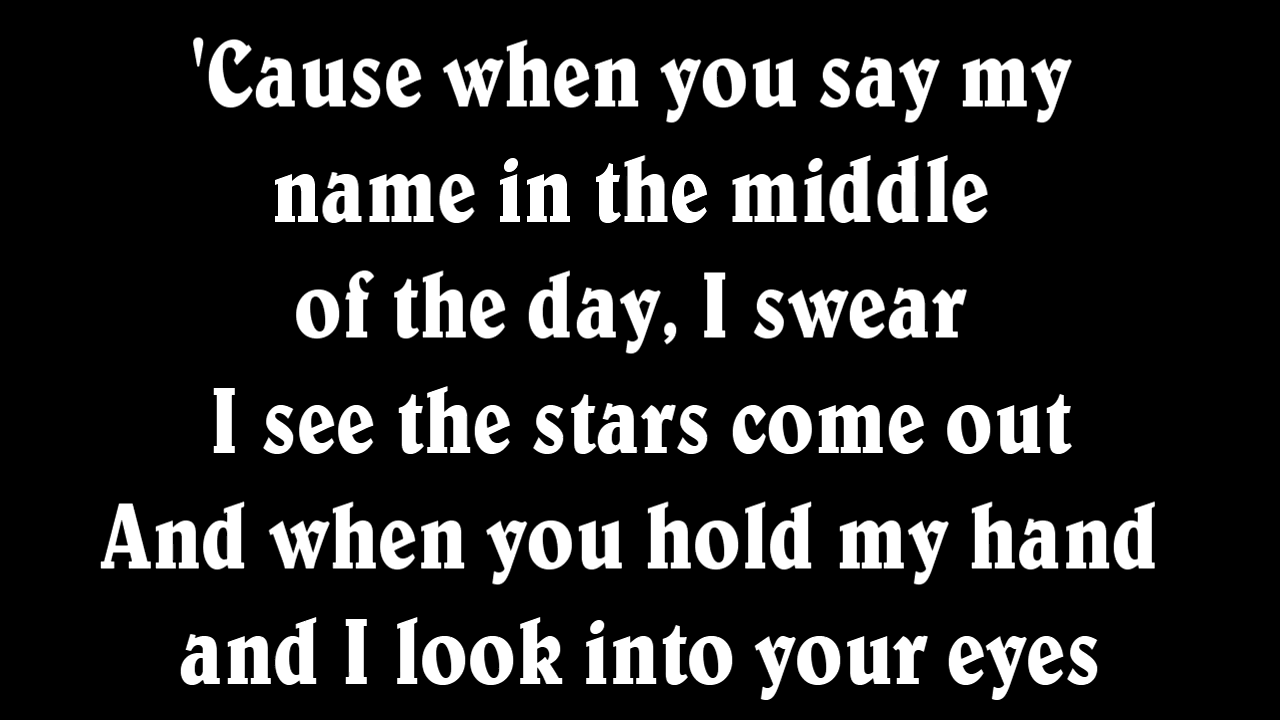 'Cause when you say my
name in the middle
of the day, I swear
I see the stars come out
And when you hold my hand
and I look into your eyes